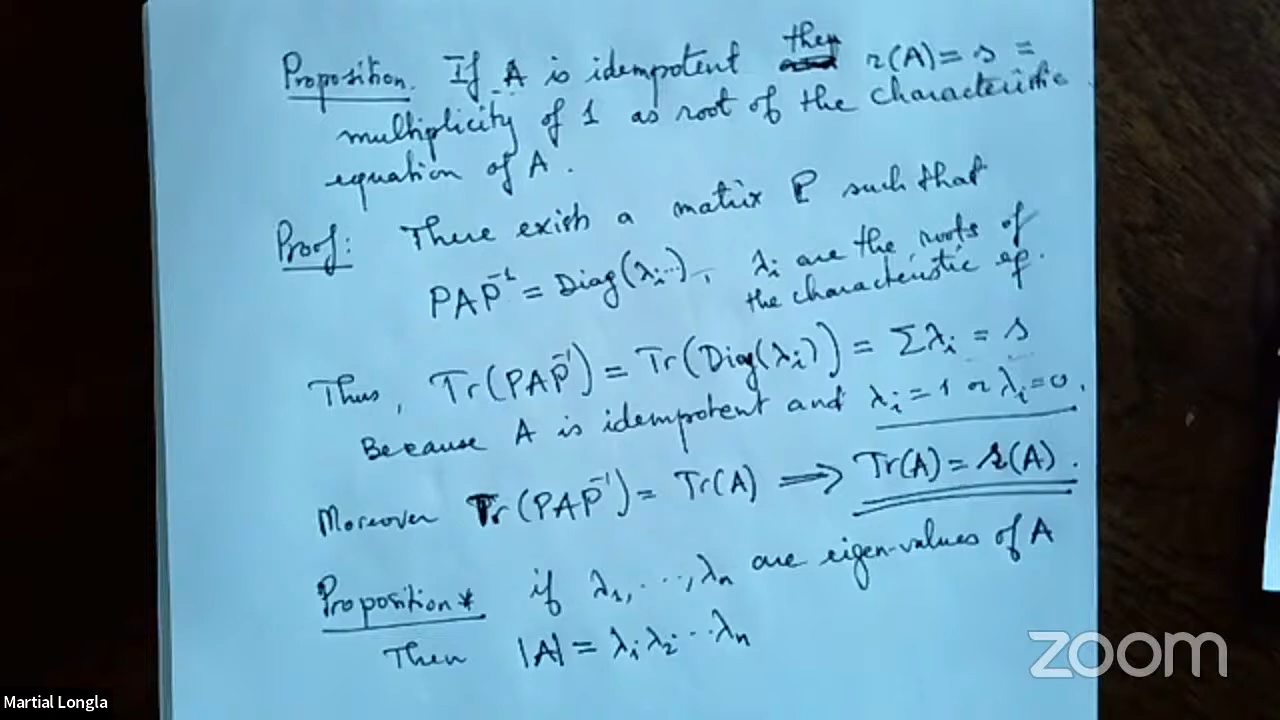 Proposition. If A is idempotent then r(A) = s =
multiplicity of 1 as root of the characteristic
equation of A.
Proof: There exists a matrix P such that
PAP⁻¹ = Diag(λᵢ...), λᵢ are the roots of
the characteristic eq.
Thus, Tr(PAP⁻¹) = Tr(Diag(λᵢ)) = Σλᵢ = s
Because A is idempotent and λᵢ = 1 or λᵢ = 0.
Moreover Tr(PAP⁻¹) = Tr(A) ⟹ Tr(A) = r(A).
Proposition* if λ₁, ..., λₙ are eigen-values of A
Then |A| = λ₁λ₂...λₙ
zoom
Martial Longla